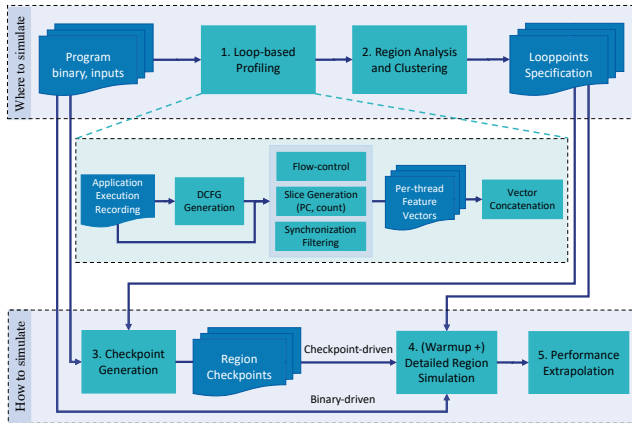 Where to simulate
Program
binary, inputs
1. Loop-based
Profiling
2. Region Analysis
and Clustering
Looppoints
Specification
Application
Execution
Recording
DCFG
Generation
Flow-control
Slice Generation
(PC, count)
Synchronization
Filtering
Per-thread
Feature
Vectors
Vector
Concatenation
How to simulate
3. Checkpoint
Generation
Region
Checkpoints
Checkpoint-driven
Binary-driven
4. (Warmup +)
Detailed Region
Simulation
5. Performance
Extrapolation